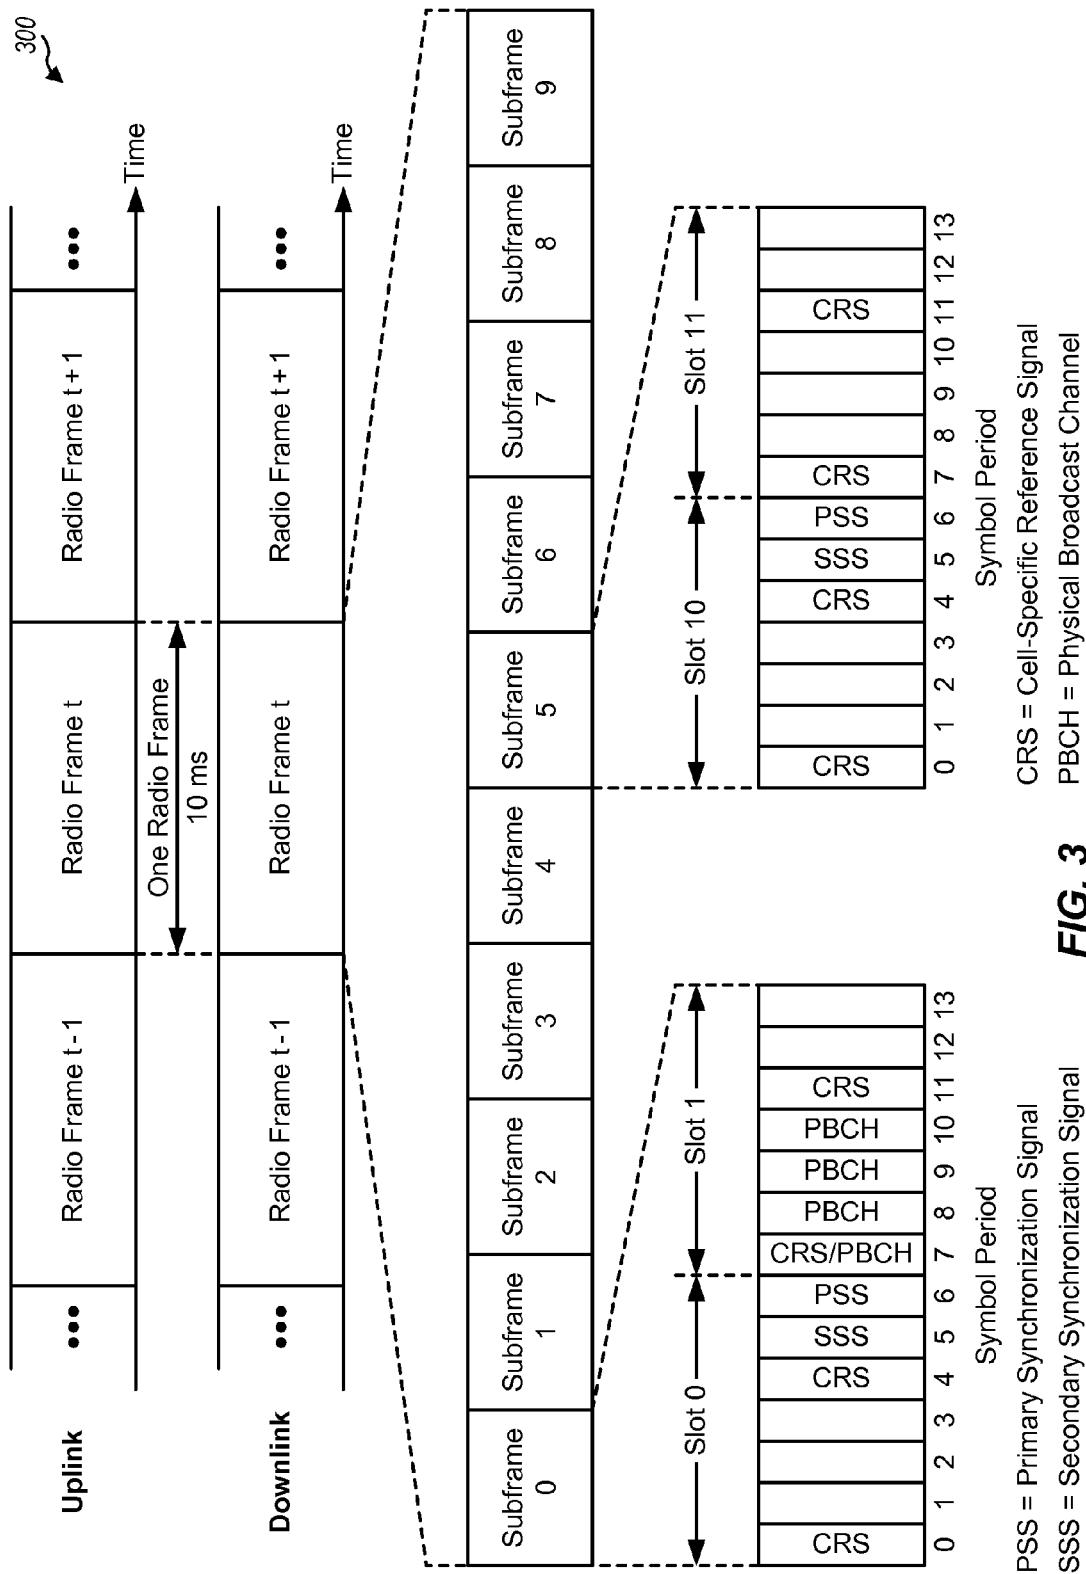 300
Uplink
••• Radio Frame t - 1 Radio Frame t Radio Frame t + 1 •••
Time
One Radio Frame
10 ms
Downlink
••• Radio Frame t - 1 Radio Frame t Radio Frame t + 1 •••
Time
Subframe 0
Subframe 1
Subframe 2
Subframe 3
Subframe 4
Subframe 5
Subframe 6
Subframe 7
Subframe 8
Subframe 9
Slot 0 Slot 1
CRS CRS SSS PSS CRS/PBCH PBCH PBCH PBCH CRS
0 1 2 3 4 5 6 7 8 9 10 11 12 13
Symbol Period
Slot 10 Slot 11
CRS CRS SSS PSS CRS CRS
0 1 2 3 4 5 6 7 8 9 10 11 12 13
Symbol Period
PSS = Primary Synchronization Signal
SSS = Secondary Synchronization Signal
CRS = Cell-Specific Reference Signal
PBCH = Physical Broadcast Channel
FIG. 3